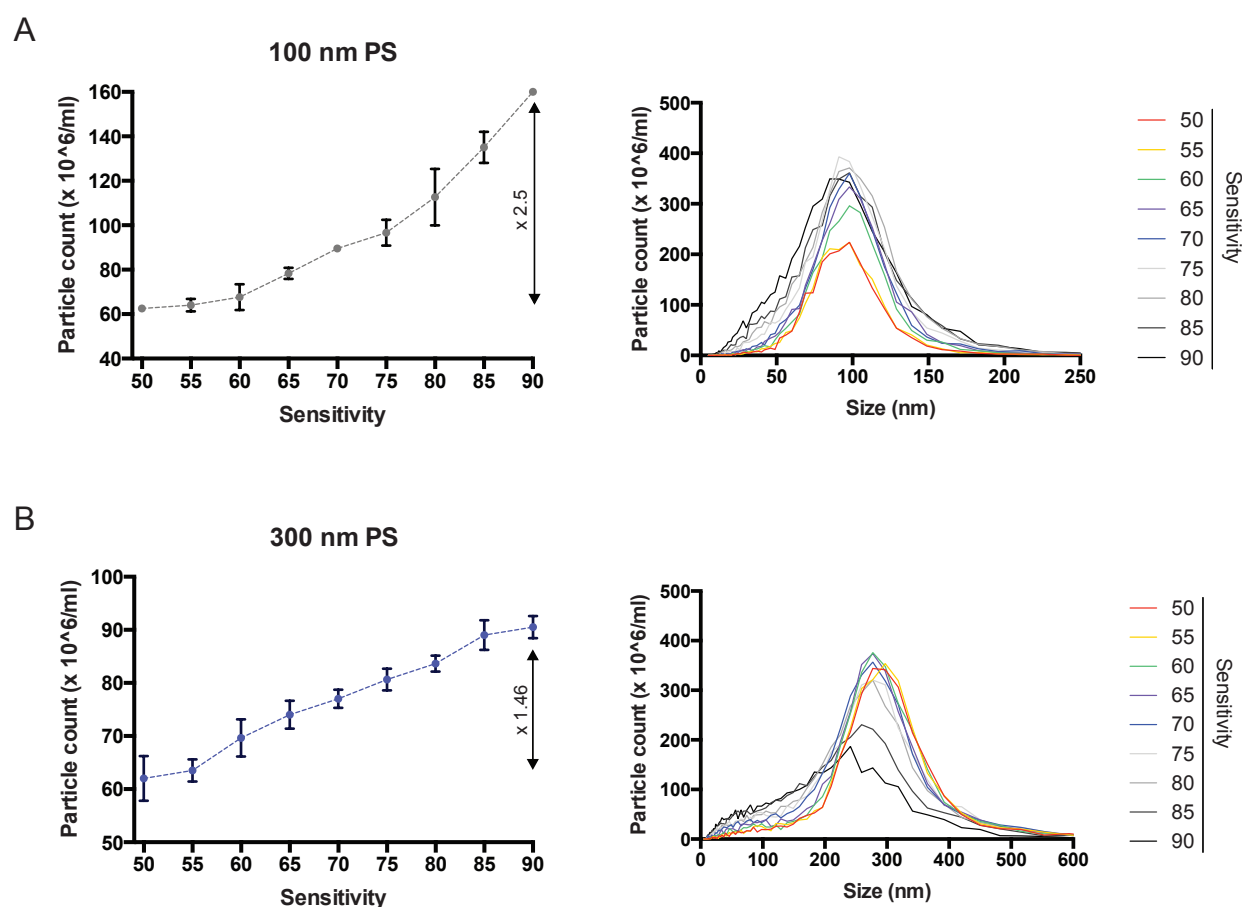 A
100 nm PS
Particle count (x 10^6/ml)
160
140
120
100
80
60
40
50 55 60 65 70 75 80 85 90
Sensitivity
x 2.5
Particle count (x 10^6/ml)
500
400
300
200
100
0
0 50 100 150 200 250
Size (nm)
50
55
60
65
70
75
80
85
90
Sensitivity
B
300 nm PS
Particle count (x 10^6/ml)
100
90
80
70
60
50
50 55 60 65 70 75 80 85 90
Sensitivity
x 1.46
Particle count (x 10^6/ml)
500
400
300
200
100
0
0 100 200 300 400 500 600
Size (nm)
50
55
60
65
70
75
80
85
90
Sensitivity